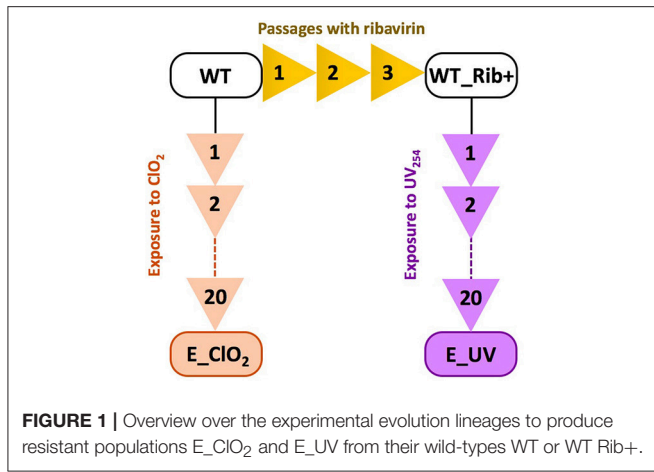 Passages with ribavirin
WT
1
2
3
WT_Rib+
Exposure to ClO₂
1
2
20
Exposure to UV₂₅₄
1
2
20
E_ClO₂
E_UV
FIGURE 1 | Overview over the experimental evolution lineages to produce
resistant populations E_ClO₂ and E_UV from their wild-types WT or WT Rib+.